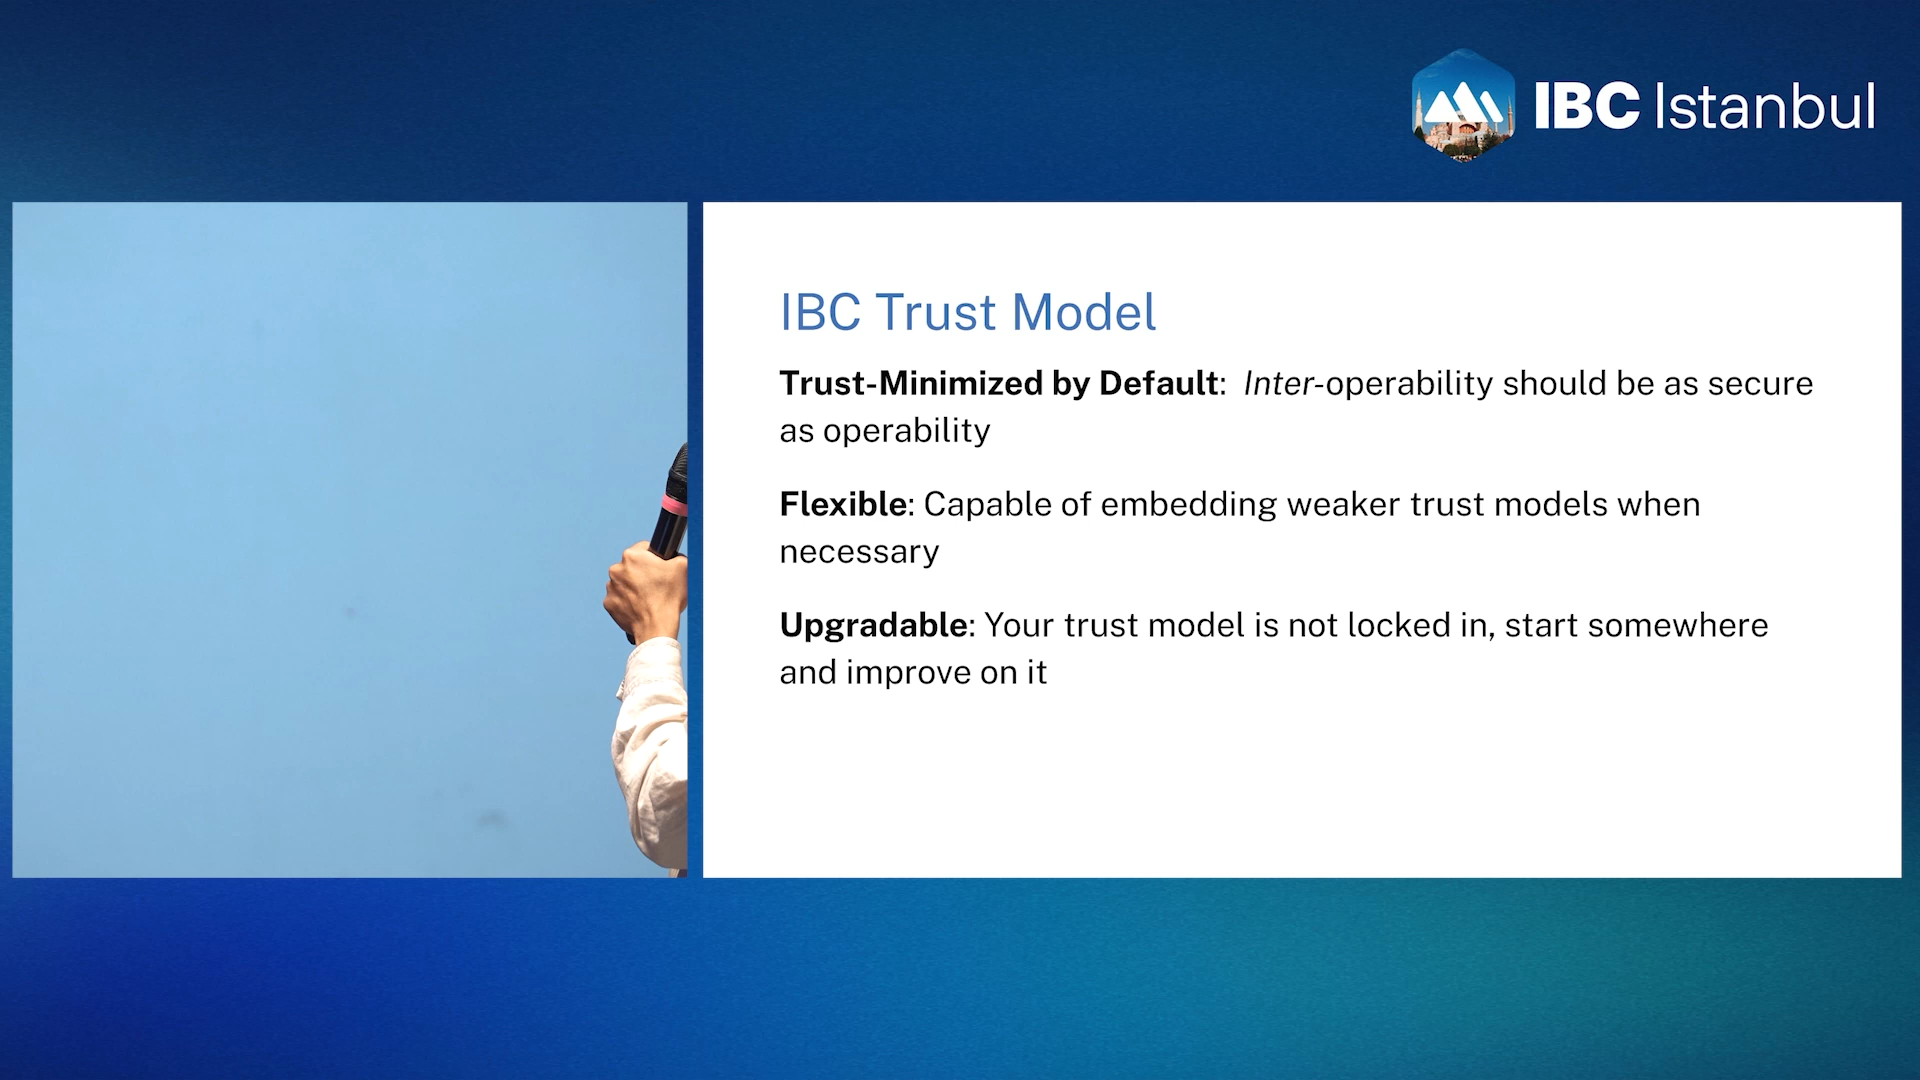 IBC Istanbul
IBC Trust Model
Trust-Minimized by Default: Inter-operability should be as secure
as operability
Flexible: Capable of embedding weaker trust models when
necessary
Upgradable: Your trust model is not locked in, start somewhere
and improve on it